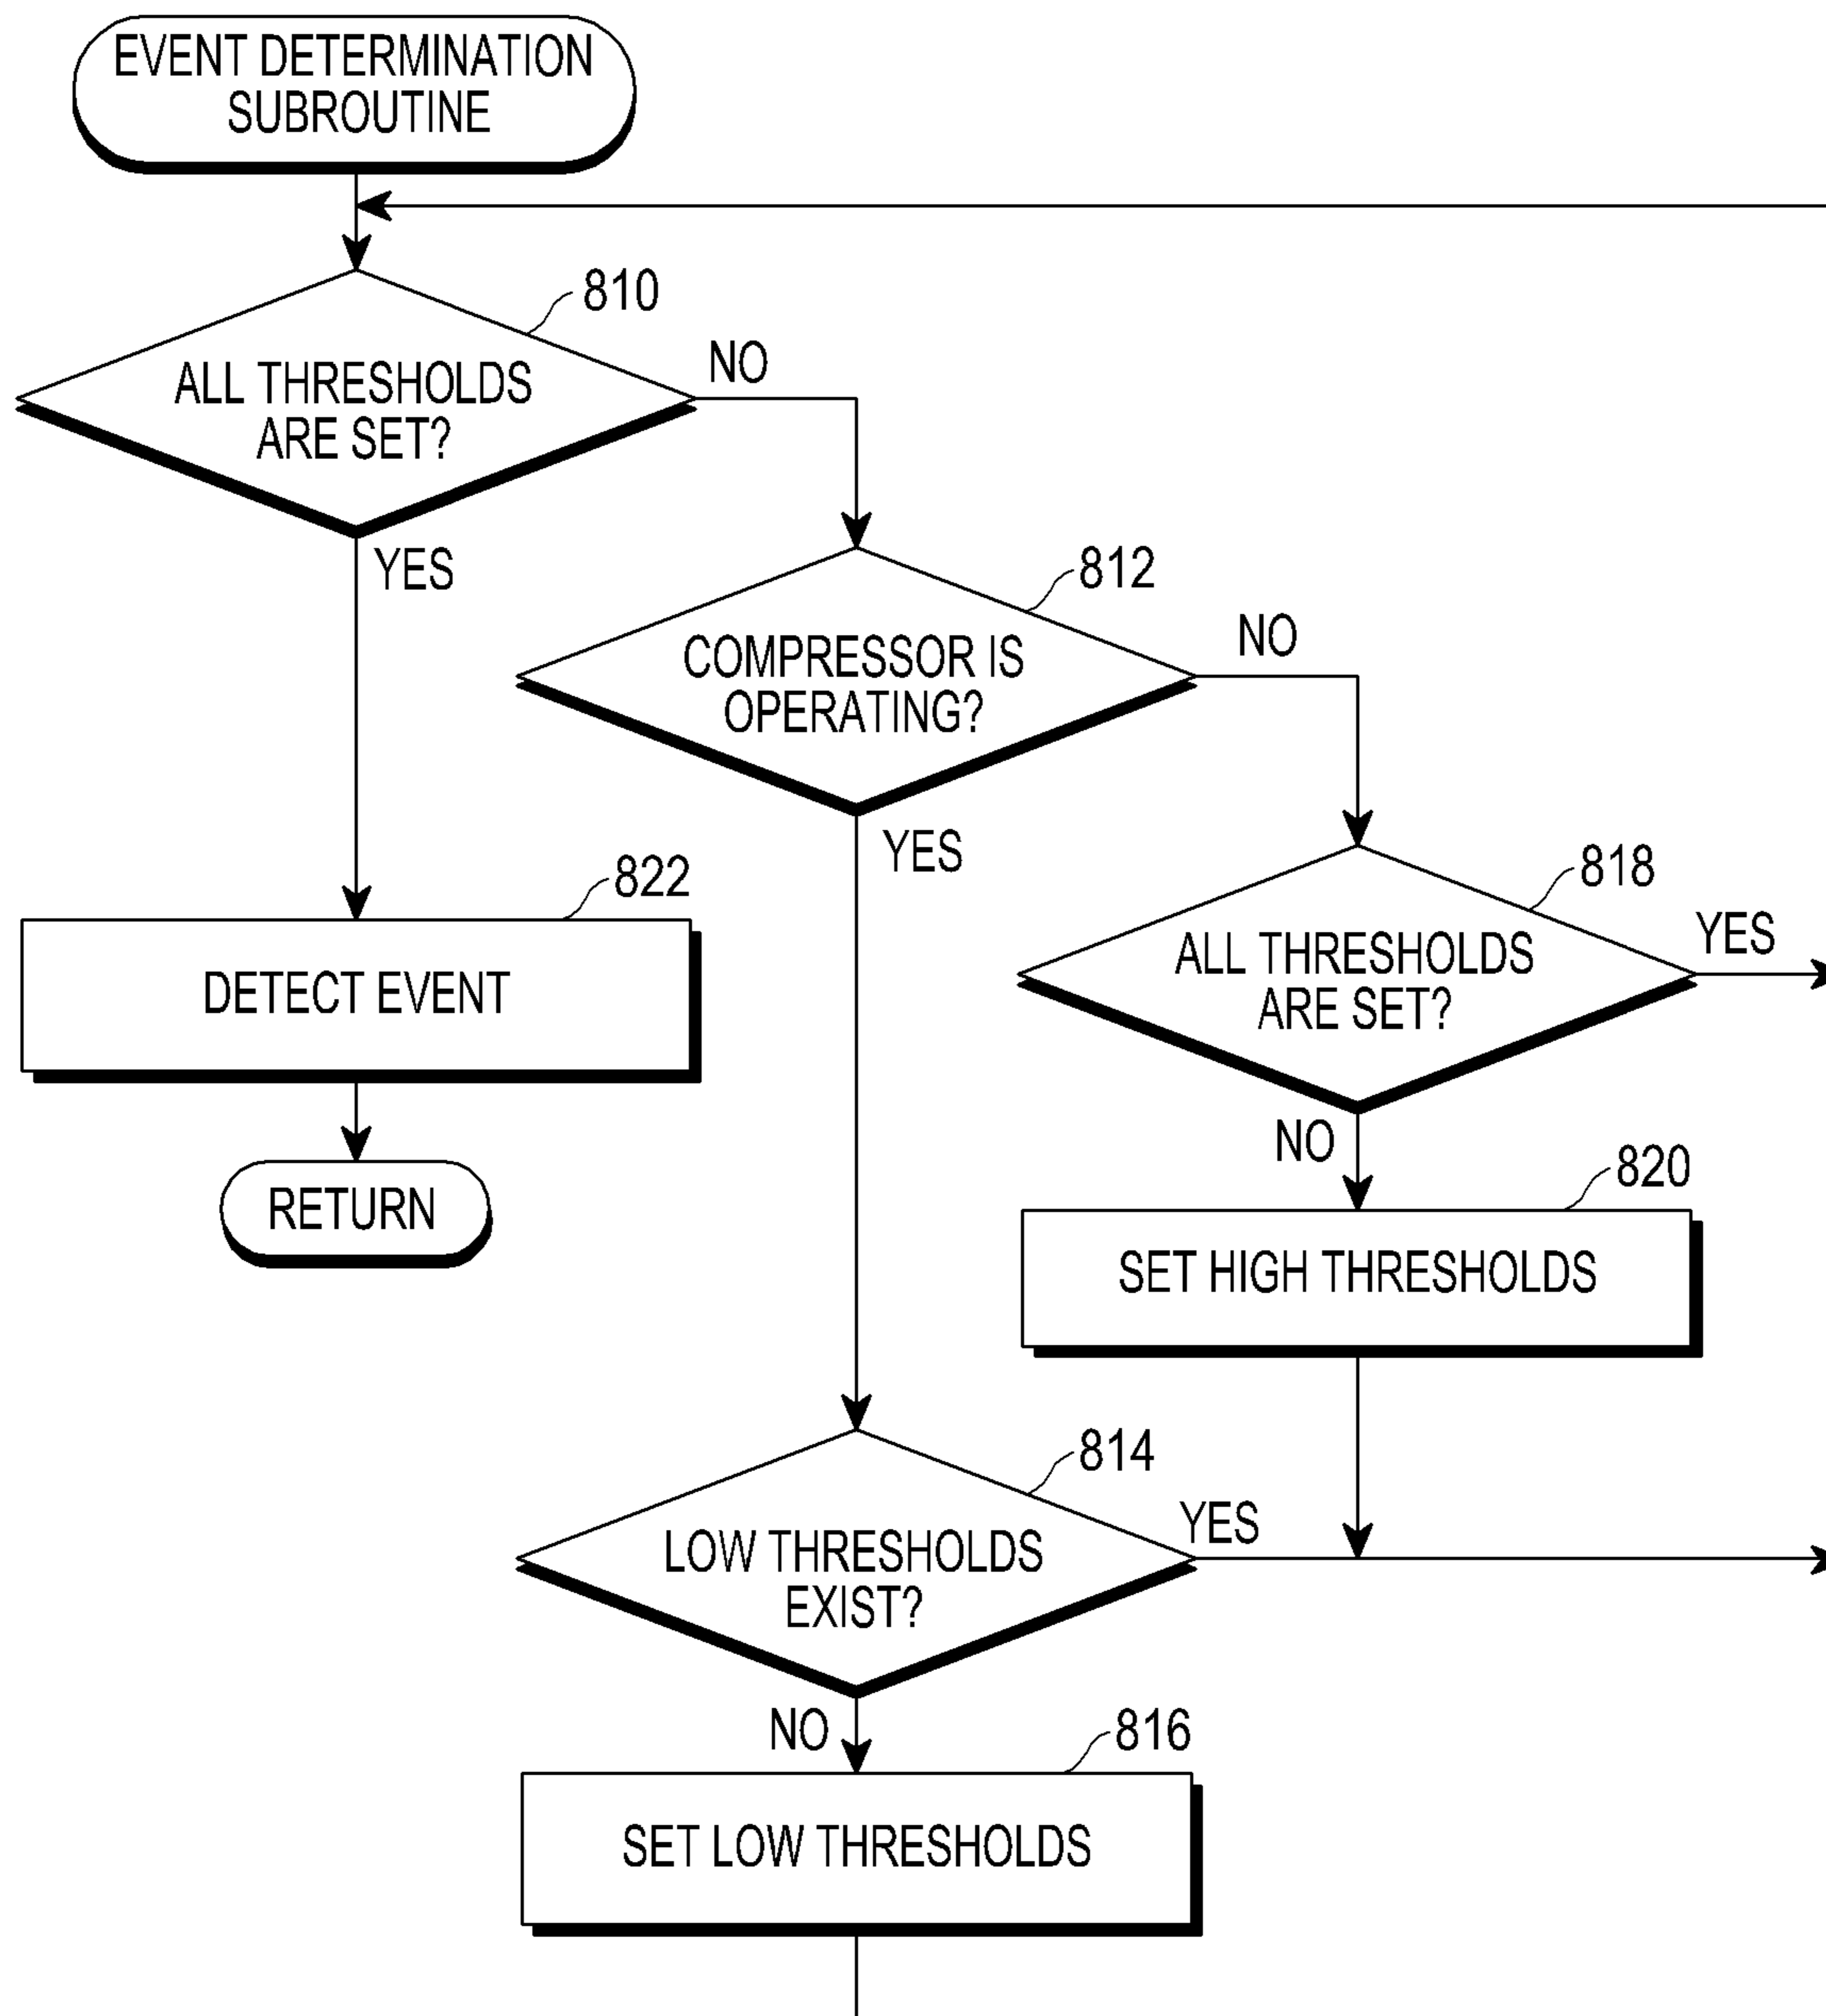 EVENT DETERMINATION
SUBROUTINE
810
ALL THRESHOLDS
ARE SET?
NO
YES
812
COMPRESSOR IS
OPERATING?
NO
YES
822
DETECT EVENT
RETURN
818
ALL THRESHOLDS
ARE SET?
YES
NO
820
SET HIGH THRESHOLDS
814
LOW THRESHOLDS
EXIST?
YES
NO
816
SET LOW THRESHOLDS